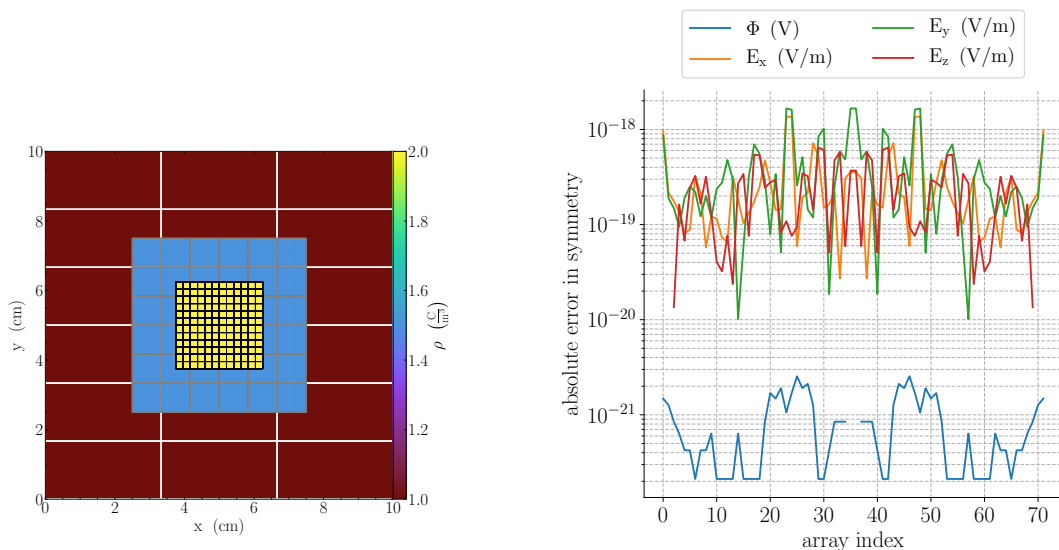 10
8
6
4
2
0
y (cm)
0 2 4 6 8 10
x (cm)
2.0
1.8
1.6
1.4
1.2
1.0
ρ (C/m³)
Φ (V)
E_x (V/m)
E_y (V/m)
E_z (V/m)
10⁻¹⁸
10⁻¹⁹
10⁻²⁰
10⁻²¹
absolute error in symmetry
0 10 20 30 40 50 60 70
array index